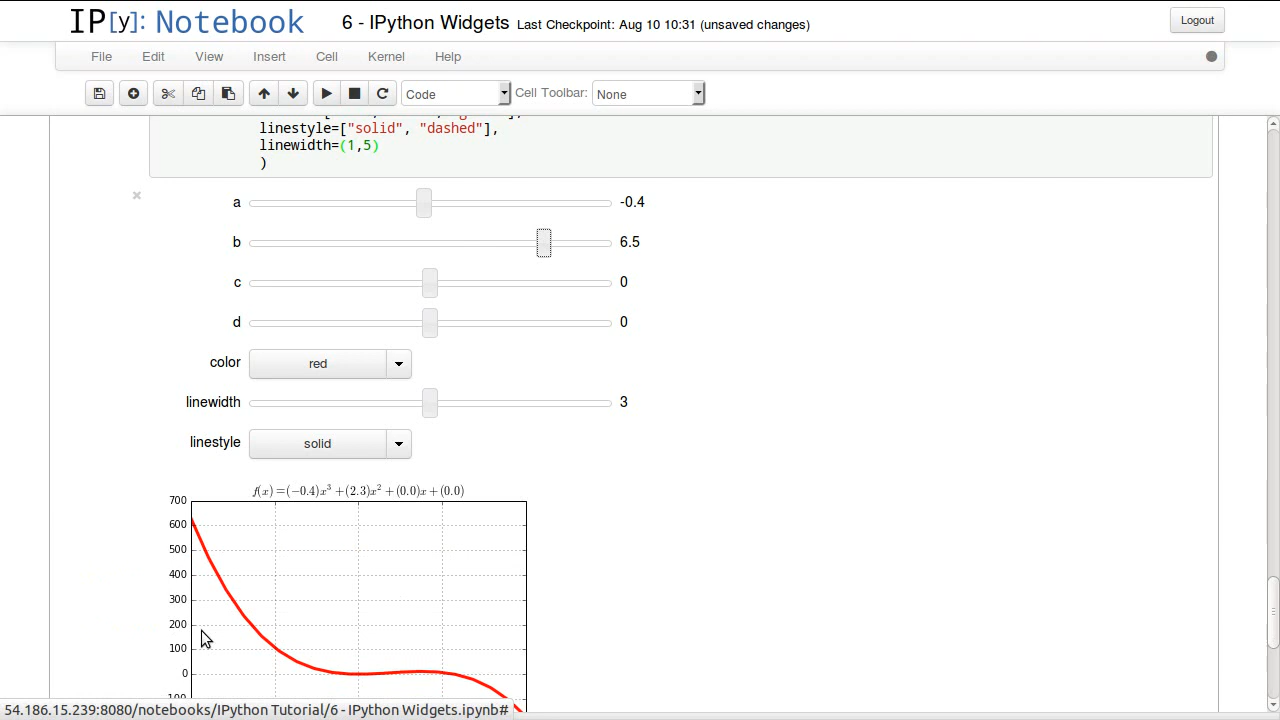 IP[y]: Notebook 6 - IPython Widgets Last Checkpoint: Aug 10 10:31 (unsaved changes) Logout
File Edit View Insert Cell Kernel Help
Code Cell Toolbar: None
linestyle=["solid", "dashed"],
linewidth=(1,5)
)
a -0.4
b 6.5
c 0
d 0
color red
linewidth 3
linestyle solid
f(x)=(−0.4)x³+(2.3)x²+(0.0)x+(0.0)
700
600
500
400
300
200
100
0
54.186.15.239:8080/notebooks/IPython Tutorial/6 - IPython Widgets.ipynb#